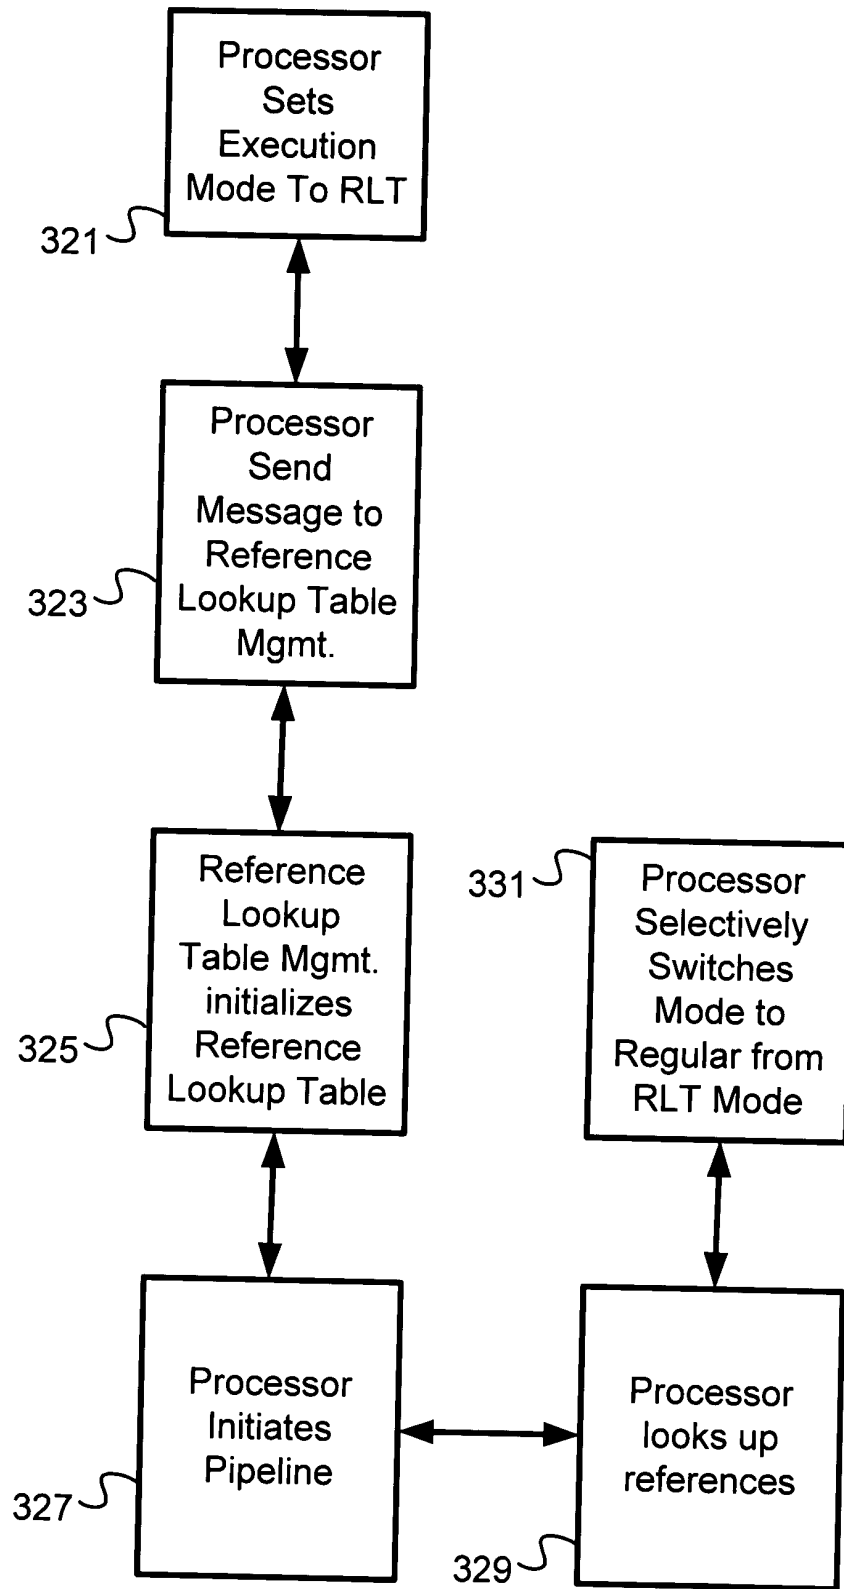 Processor
Sets
Execution
Mode To RLT
321
Processor
Send
Message to
Reference
Lookup Table
Mgmt.
323
Reference
Lookup
Table Mgmt.
initializes
Reference
Lookup Table
325
Processor
Initiates
Pipeline
327
Processor
looks up
references
329
331
Processor
Selectively
Switches
Mode to
Regular from
RLT Mode